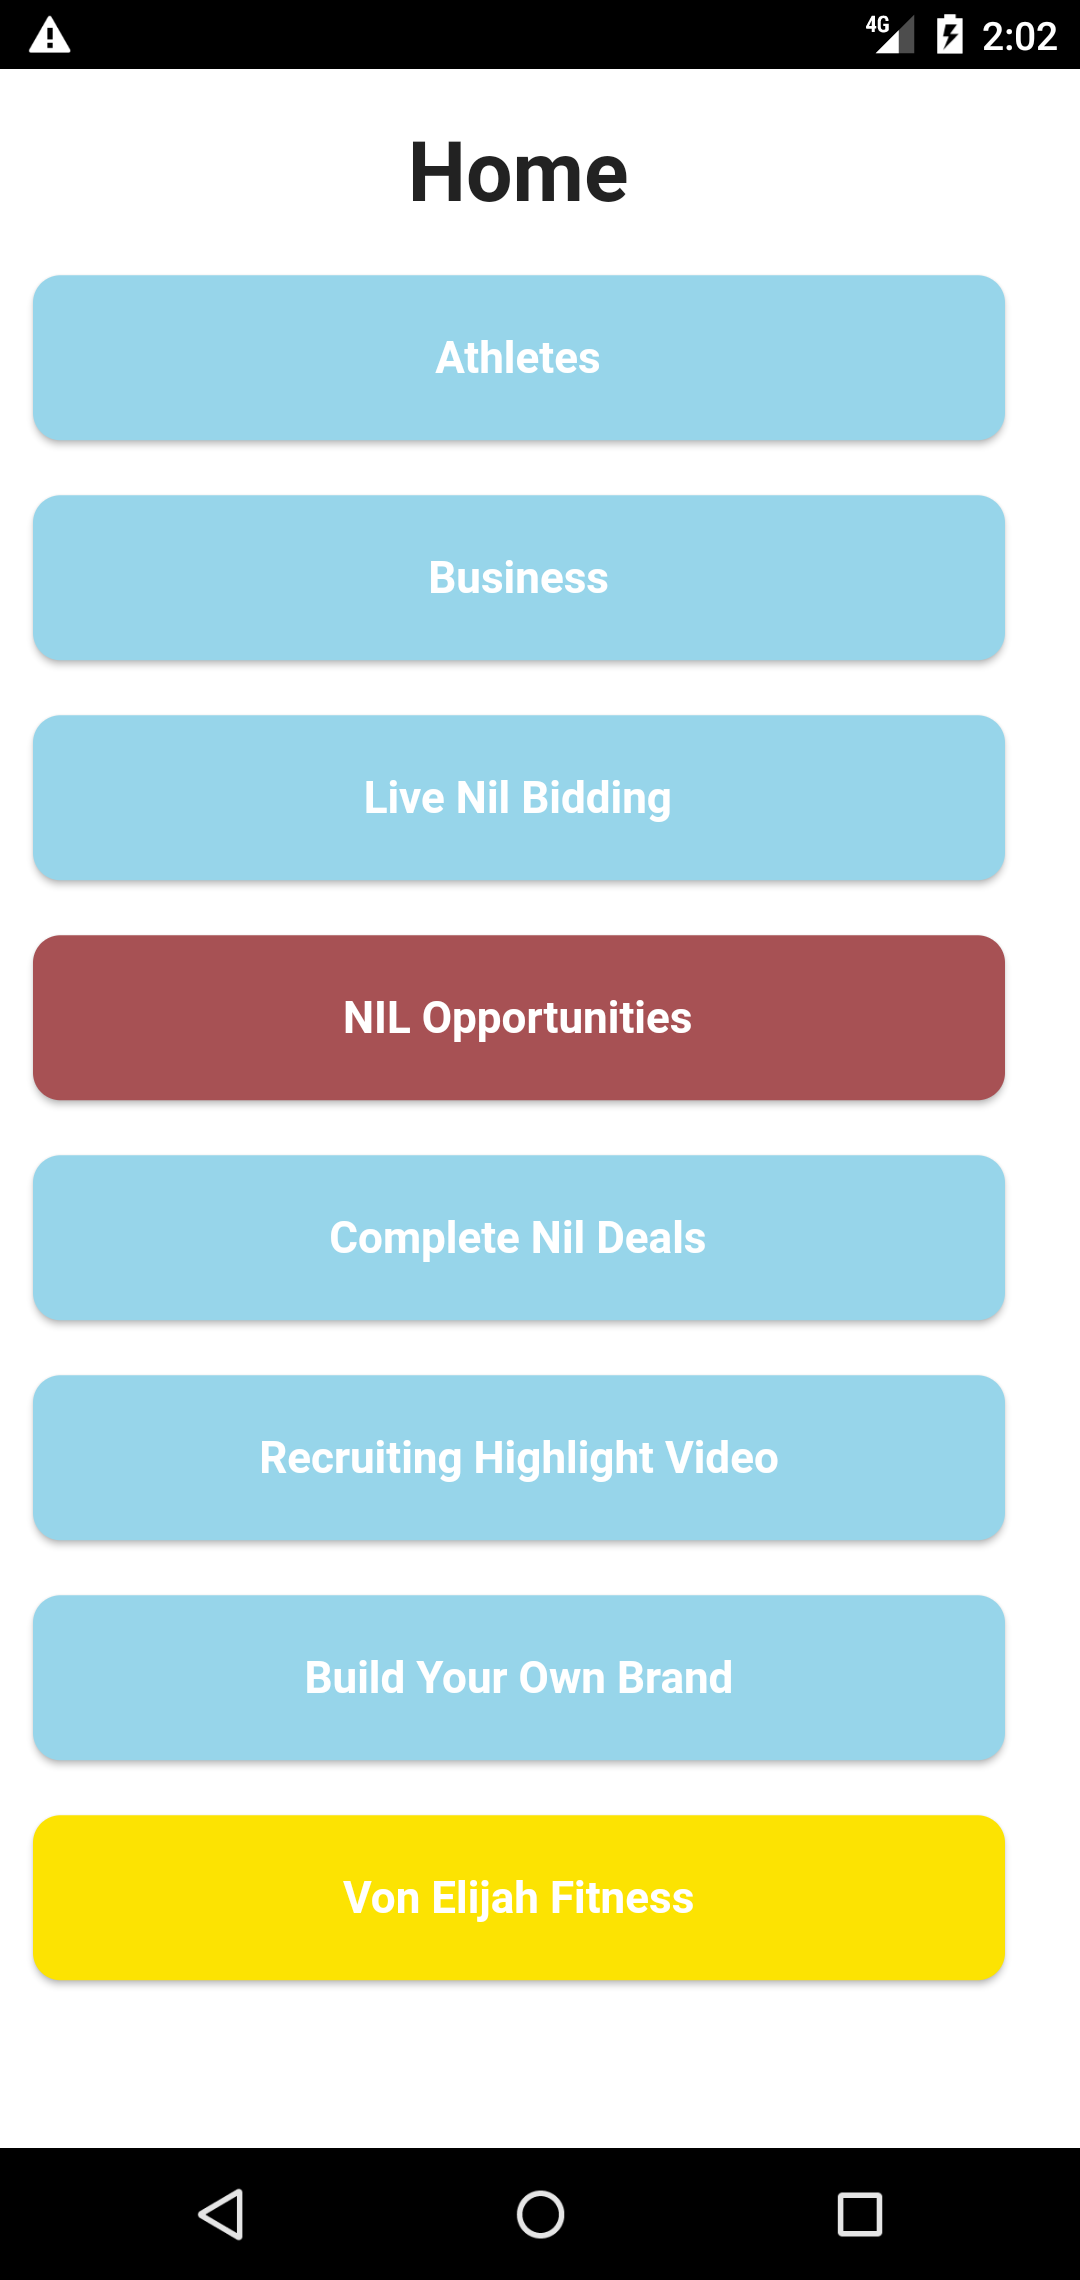 4G 2:02
Home
Athletes
Business
Live Nil Bidding
NIL Opportunities
Complete Nil Deals
Recruiting Highlight Video
Build Your Own Brand
Von Elijah Fitness